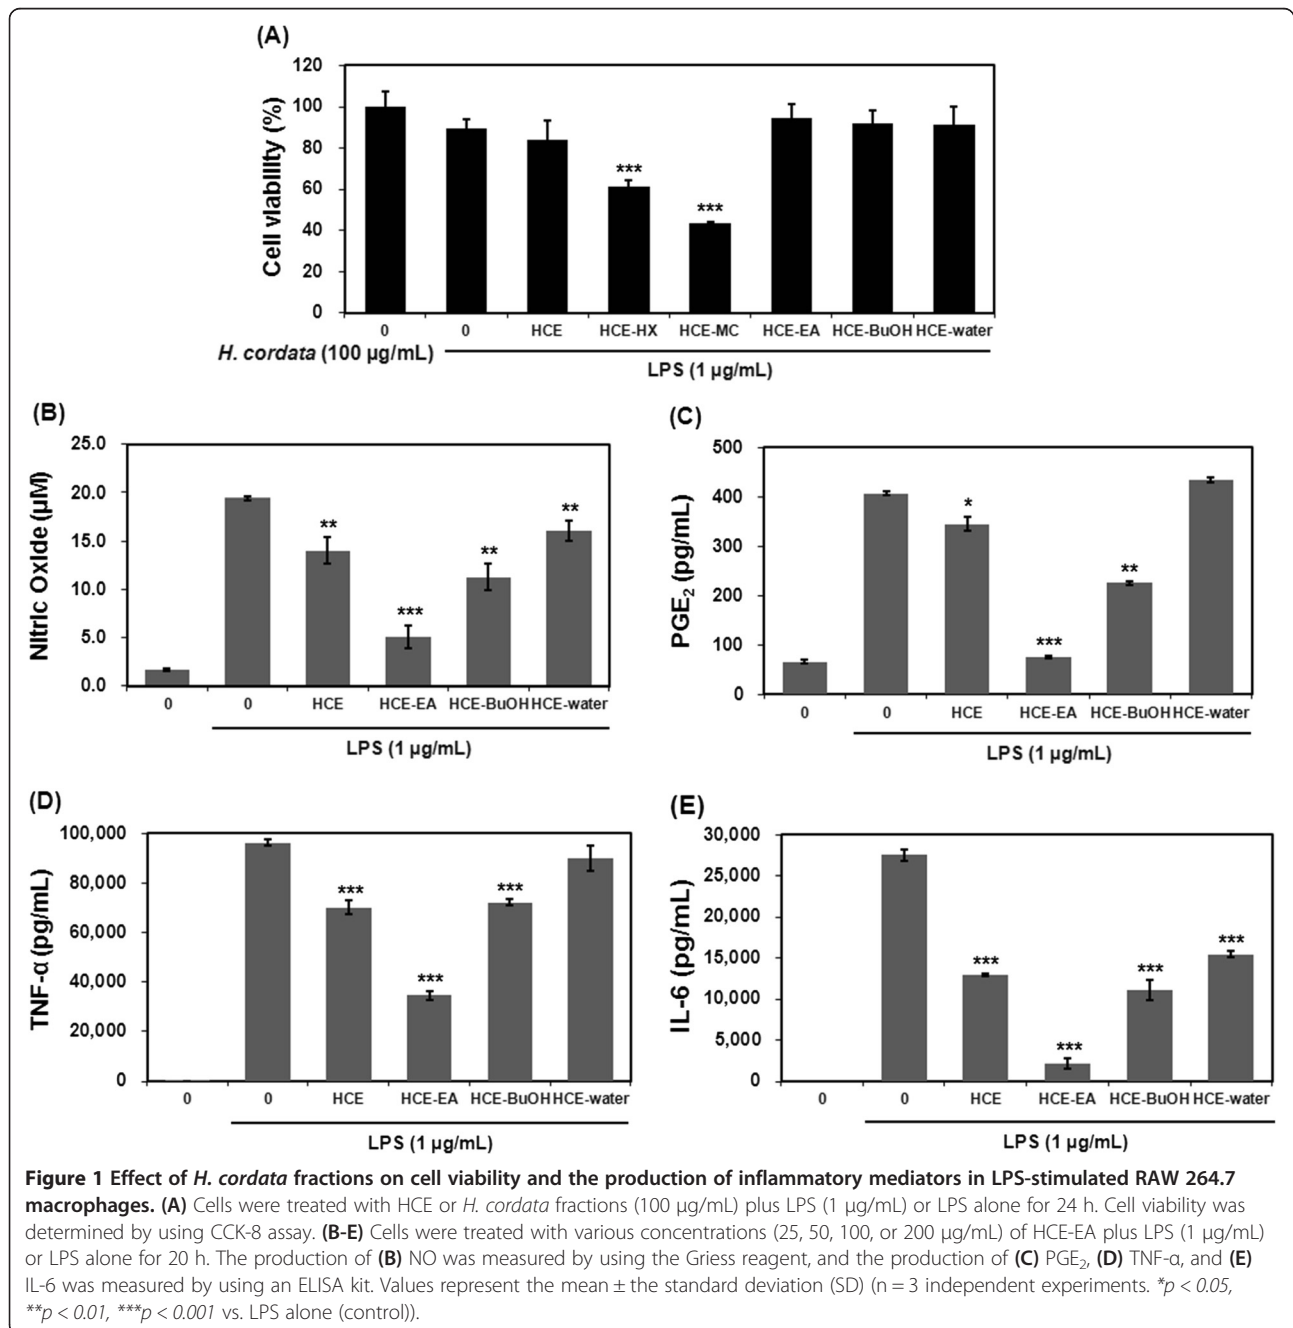 (A)
120
100
80
60
40
20
0
Cell viability (%)
***
***
0 0 HCE HCE-HX HCE-MC HCE-EA HCE-BuOH HCE-water
H. cordata (100 µg/mL)
LPS (1 µg/mL)
(B)
25.0
20.0
15.0
10.0
5.0
0.0
Nitric Oxide (µM)
**
***
**
**
0 0 HCE HCE-EA HCE-BuOH HCE-water
LPS (1 µg/mL)
(C)
500
400
300
200
100
0
PGE₂ (pg/mL)
*
***
**
0 0 HCE HCE-EA HCE-BuOH HCE-water
LPS (1 µg/mL)
(D)
100,000
80,000
60,000
40,000
20,000
0
TNF-α (pg/mL)
***
***
***
0 0 HCE HCE-EA HCE-BuOH HCE-water
LPS (1 µg/mL)
(E)
30,000
25,000
20,000
15,000
10,000
5,000
0
IL-6 (pg/mL)
***
***
***
***
0 0 HCE HCE-EA HCE-BuOH HCE-water
LPS (1 µg/mL)
Figure 1 Effect of H. cordata fractions on cell viability and the production of inflammatory mediators in LPS-stimulated RAW 264.7
macrophages. (A) Cells were treated with HCE or H. cordata fractions (100 µg/mL) plus LPS (1 µg/mL) or LPS alone for 24 h. Cell viability was
determined by using CCK-8 assay. (B-E) Cells were treated with various concentrations (25, 50, 100, or 200 µg/mL) of HCE-EA plus LPS (1 µg/mL)
or LPS alone for 20 h. The production of (B) NO was measured by using the Griess reagent, and the production of (C) PGE₂, (D) TNF-α, and (E)
IL-6 was measured by using an ELISA kit. Values represent the mean ± the standard deviation (SD) (n = 3 independent experiments. *p < 0.05,
**p < 0.01, ***p < 0.001 vs. LPS alone (control)).